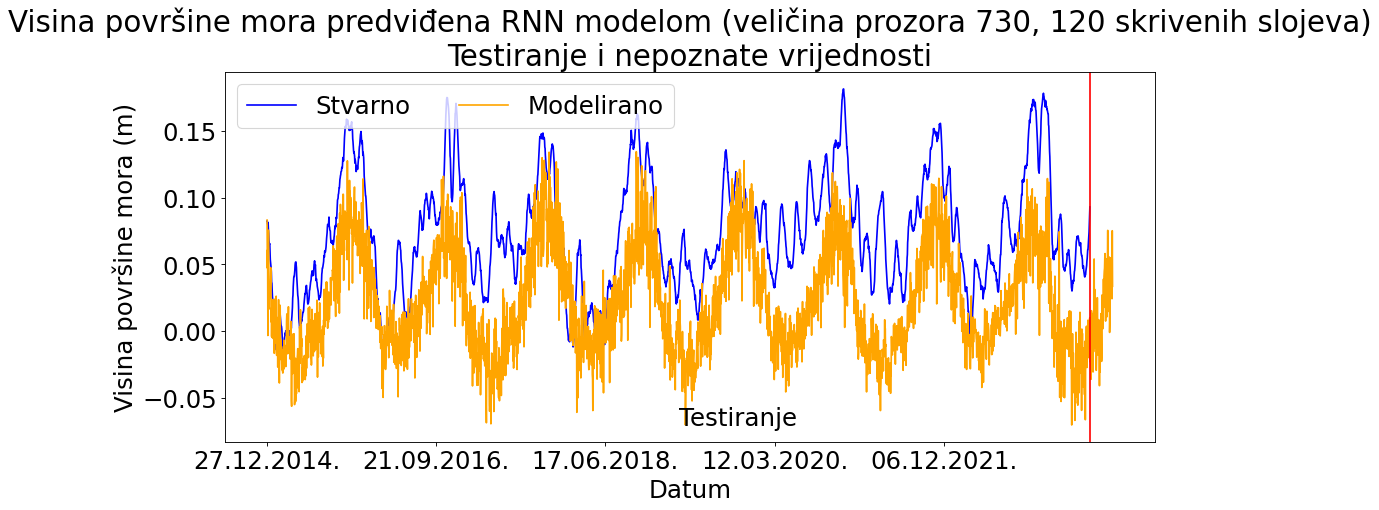 Visina površine mora predviđena RNN modelom (veličina prozora 730, 120 skrivenih slojeva)
Testiranje i nepoznate vrijednosti
Stvarno
Modelirano
Visina površine mora (m)
0.15
0.10
0.05
0.00
−0.05
Testiranje
27.12.2014.
21.09.2016.
17.06.2018.
12.03.2020.
06.12.2021.
Datum